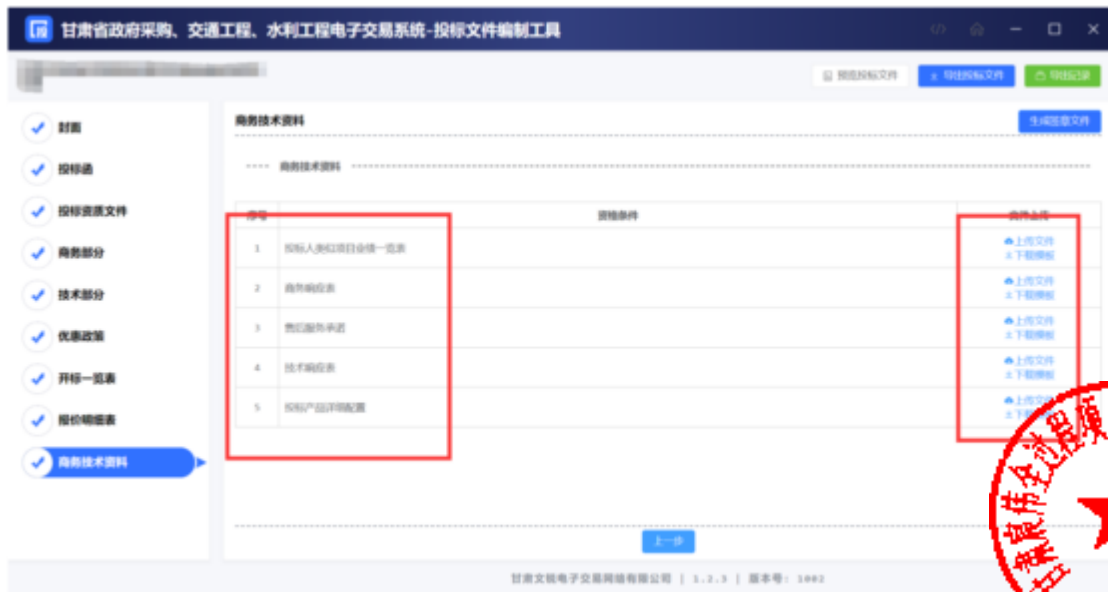 甘肃省政府采购、交通工程、水利工程电子交易系统-投标文件编制工具
预览投标文件
导出投标文件
导出记录
封面
投标函
投标资质文件
商务部分
技术部分
优惠政策
开标一览表
报价明细表
商务技术资料
商务技术资料
生成签章文件
商务技术资料
序号 资格条件 文件上传
1 投标人类似项目业绩一览表 上传文件
下载模板
2 商务响应表 上传文件
下载模板
3 售后服务承诺 上传文件
下载模板
4 技术响应表 上传文件
下载模板
5 投标产品详细配置 上传文件
上一步
甘肃文锐电子交易网络有限公司 | 1.2.3 | 版本号: 1002